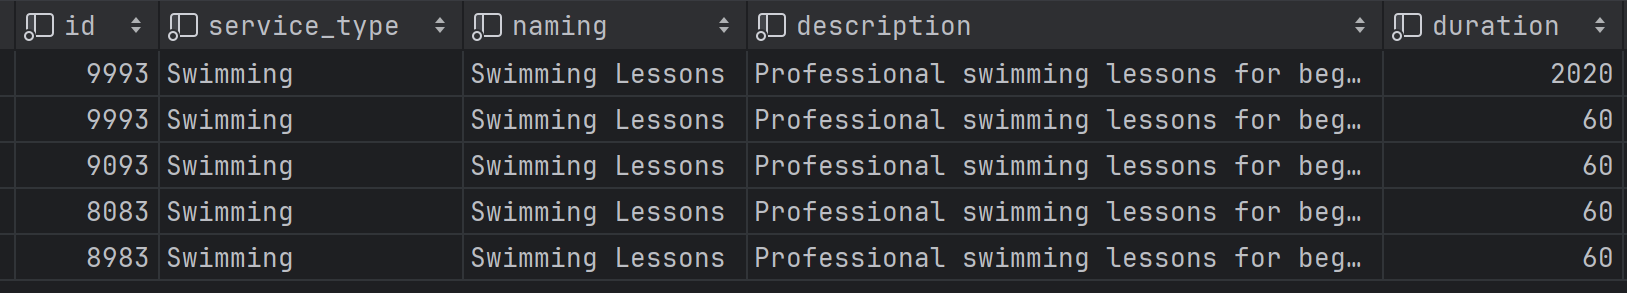 id service_type naming description duration
9993 Swimming Swimming Lessons Professional swimming lessons for beg… 2020
9993 Swimming Swimming Lessons Professional swimming lessons for beg… 60
9093 Swimming Swimming Lessons Professional swimming lessons for beg… 60
8083 Swimming Swimming Lessons Professional swimming lessons for beg… 60
8983 Swimming Swimming Lessons Professional swimming lessons for beg… 60